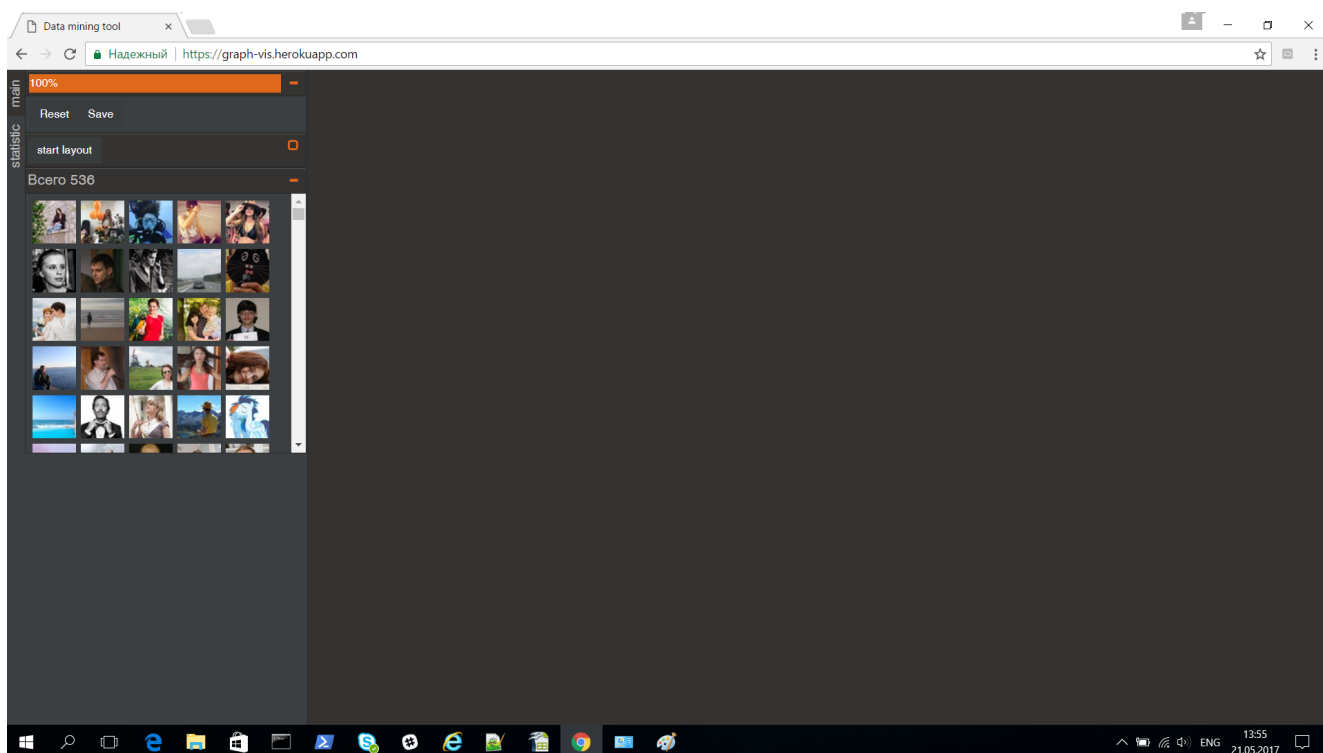 Data mining tool
Надежный | https://graph-vis.herokuapp.com
main
statistic
100%
Reset Save
start layout
Всего 536
ENG
13:55
21.05.2017